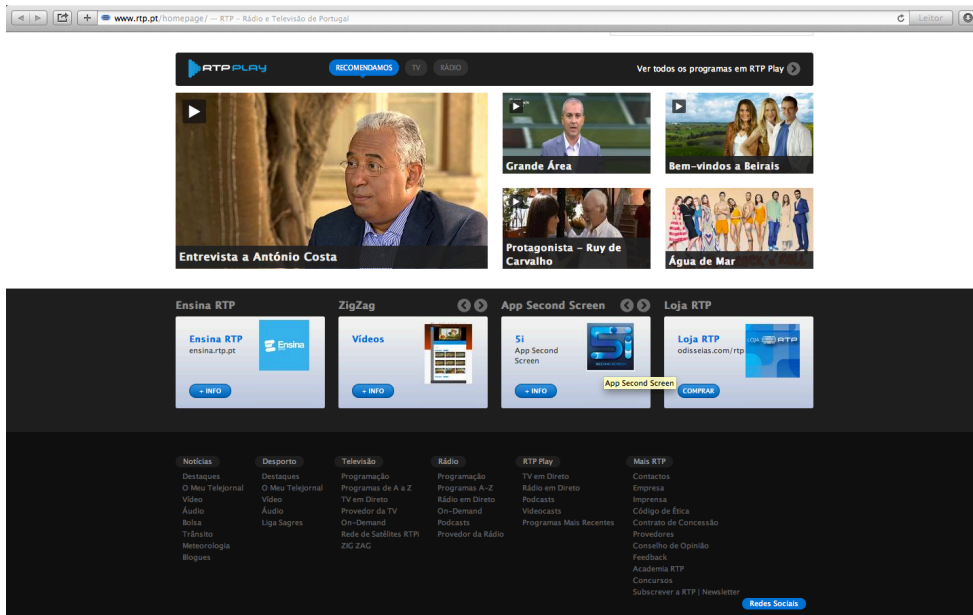 www.rtp.pt/homepage/ — RTP - Rádio e Televisão de Portugal
Leitor
RTP PLAY
RECOMENDAMOS
TV
RÁDIO
Ver todos os programas em RTP Play
Entrevista a António Costa
Grande Área
Bem-vindos a Beirais
Protagonista - Ruy de
Carvalho
Água de Mar
Ensina RTP
ZigZag
App Second Screen
Loja RTP
Ensina RTP
ensina.rtp.pt
Ensina
+ INFO
Vídeos
+ INFO
5i
App Second
Screen
+ INFO
App Second Screen
Loja RTP
odisseias.com/rtp
LOJA RTP
COMPRAR
Notícias
Destaques
O Meu Telejornal
Vídeo
Áudio
Bolsa
Trânsito
Meteorologia
Blogues
Desporto
Destaques
O Meu Telejornal
Vídeo
Áudio
Liga Sagres
Televisão
Programação
Programas de A a Z
TV em Direto
Provedor da TV
On-Demand
Rede de Satélites RTPi
ZIG ZAG
Rádio
Programação
Programas A-Z
Rádio em Direto
On-Demand
Podcasts
Provedor da Rádio
RTP Play
TV em Direto
Rádio em Direto
Podcasts
Videocasts
Programas Mais Recentes
Mais RTP
Contactos
Empresa
Imprensa
Código de Ética
Contrato de Concessão
Provedores
Conselho de Opinião
Feedback
Academia RTP
Concursos
Subscrever a RTP | Newsletter
Redes Sociais